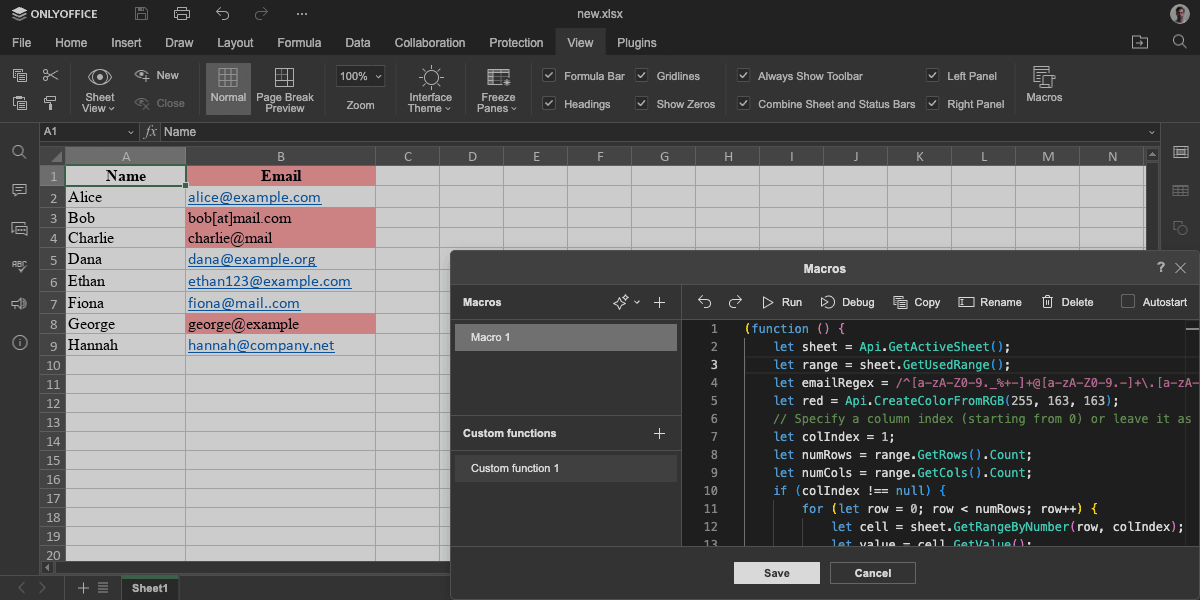 ONLYOFFICE
new.xlsx
File Home Insert Draw Layout Formula Data Collaboration Protection View Plugins
Sheet View
New
Close
Normal
Page Break Preview
100%
Zoom
Interface Theme
Freeze Panes
Formula Bar
Headings
Gridlines
Show Zeros
Always Show Toolbar
Combine Sheet and Status Bars
Left Panel
Right Panel
Macros
A1 fx Name
A B C D E F G H I J K L M N
1 Name Email
2 Alice alice@example.com
3 Bob bob[at]mail.com
4 Charlie charlie@mail
5 Dana dana@example.org
6 Ethan ethan123@example.com
7 Fiona fiona@mail..com
8 George george@example
9 Hannah hannah@company.net
10
11
12
13
14
15
16
17
18
19
20
ABC
Sheet1
Macros
?
Macros
Macro 1
Custom functions
Custom function 1
Run Debug Copy Rename Delete Autostart
1 (function () {
2 let sheet = Api.GetActiveSheet();
3 let range = sheet.GetUsedRange();
4 let emailRegex = /^[a-zA-Z0-9._%+-]+@[a-zA-Z0-9.-]+\.[a-zA-
5 let red = Api.CreateColorFromRGB(255, 163, 163);
6 // Specify a column index (starting from 0) or leave it as
7 let colIndex = 1;
8 let numRows = range.GetRows().Count;
9 let numCols = range.GetCols().Count;
10 if (colIndex !== null) {
11 for (let row = 0; row < numRows; row++) {
12 let cell = sheet.GetRangeByNumber(row, colIndex);
13 let value = cell.GetValue();
Save Cancel